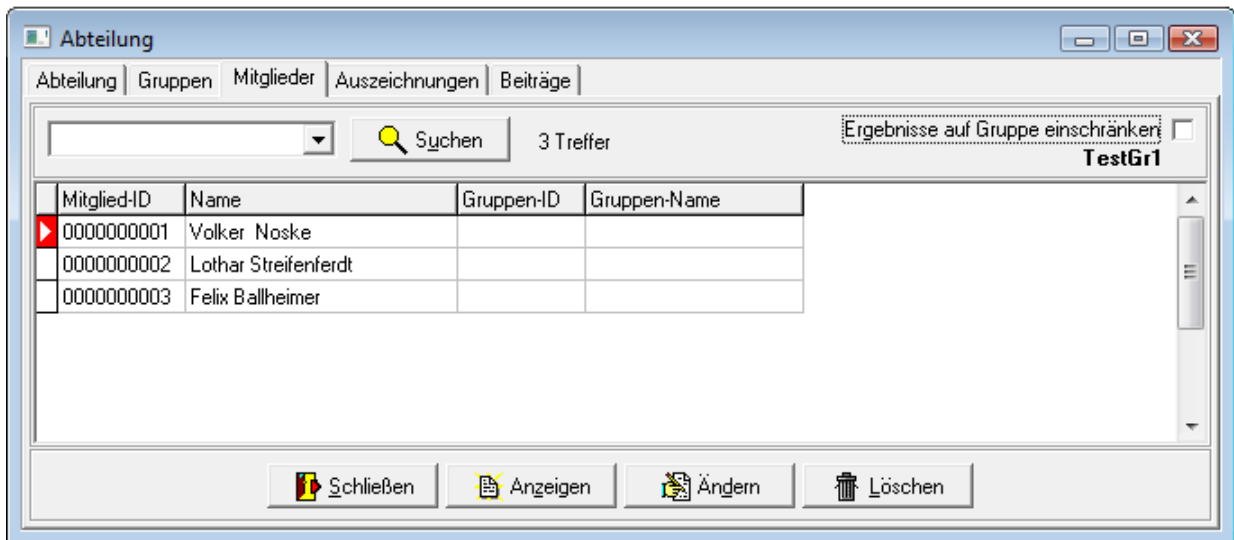 Abteilung
Abteilung Gruppen Mitglieder Auszeichnungen Beiträge
Suchen 3 Treffer Ergebnisse auf Gruppe einschränken
TestGr1
Mitglied-ID Name Gruppen-ID Gruppen-Name
0000000001 Volker Noske
0000000002 Lothar Streifenferdt
0000000003 Felix Ballheimer
Schließen Anzeigen Ändern Löschen